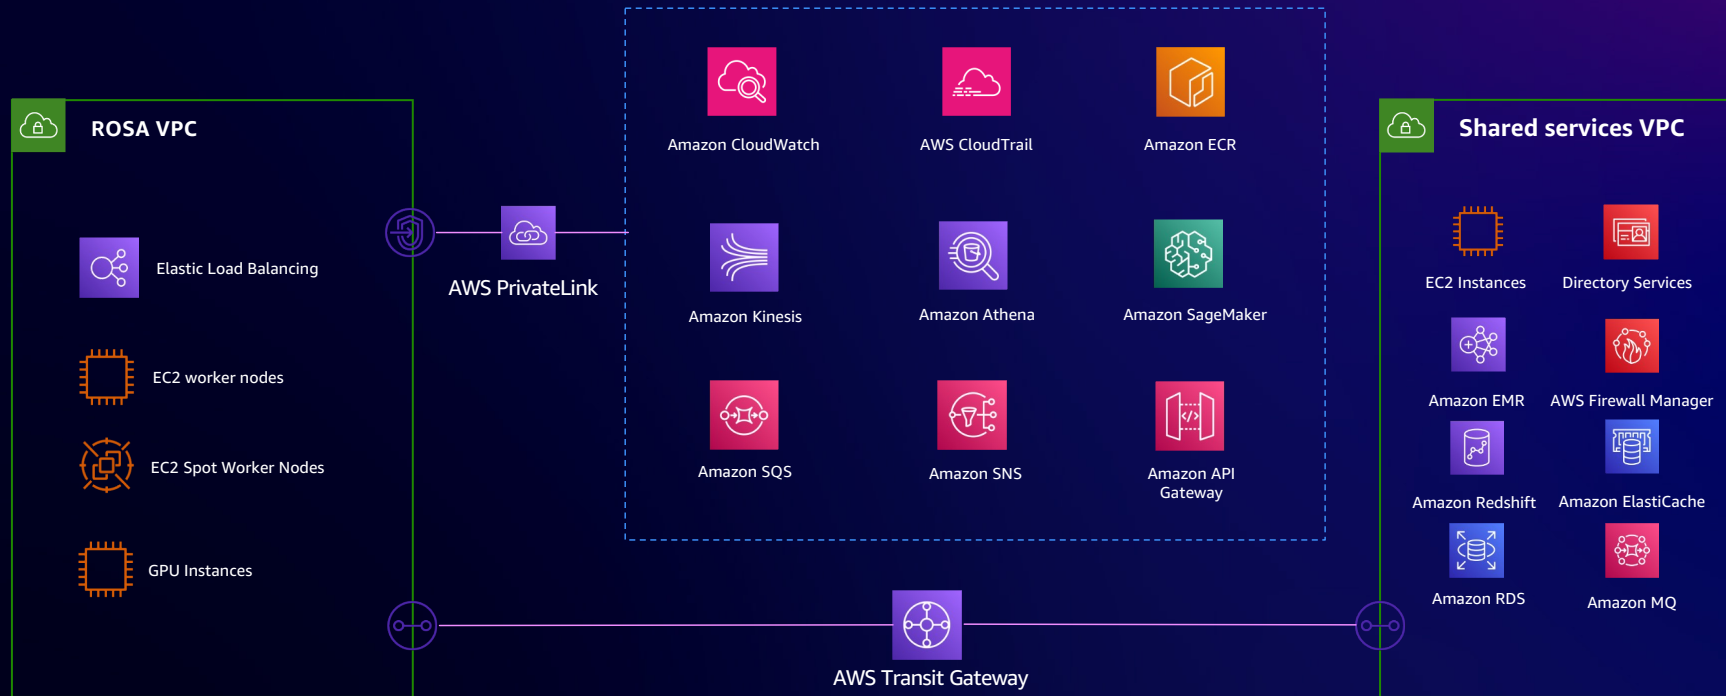 ROSA VPC
Elastic Load Balancing
EC2 worker nodes
EC2 Spot Worker Nodes
GPU Instances
AWS PrivateLink
Amazon CloudWatch
AWS CloudTrail
Amazon ECR
Amazon Kinesis
Amazon Athena
Amazon SageMaker
Amazon SQS
Amazon SNS
Amazon API
Gateway
AWS Transit Gateway
Shared services VPC
EC2 Instances
Directory Services
Amazon EMR
AWS Firewall Manager
Amazon Redshift
Amazon ElastiCache
Amazon RDS
Amazon MQ